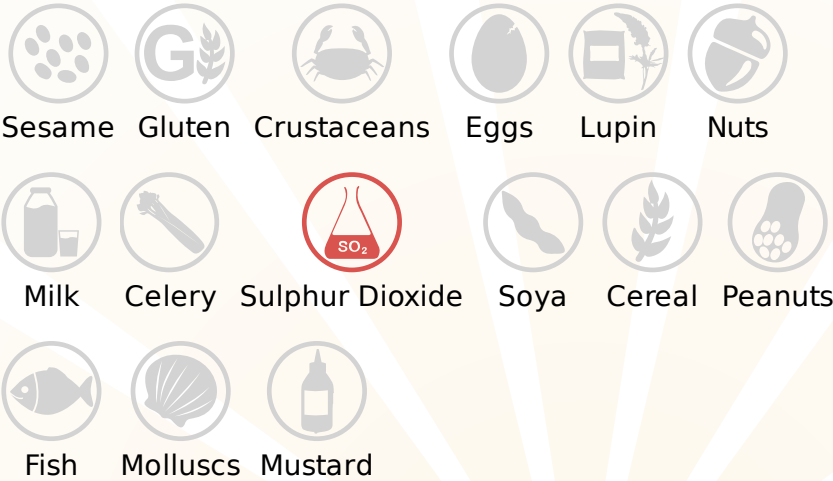 G
Sesame Gluten Crustaceans Eggs Lupin Nuts
SO₂
Milk Celery Sulphur Dioxide Soya Cereal Peanuts
Fish Molluscs Mustard